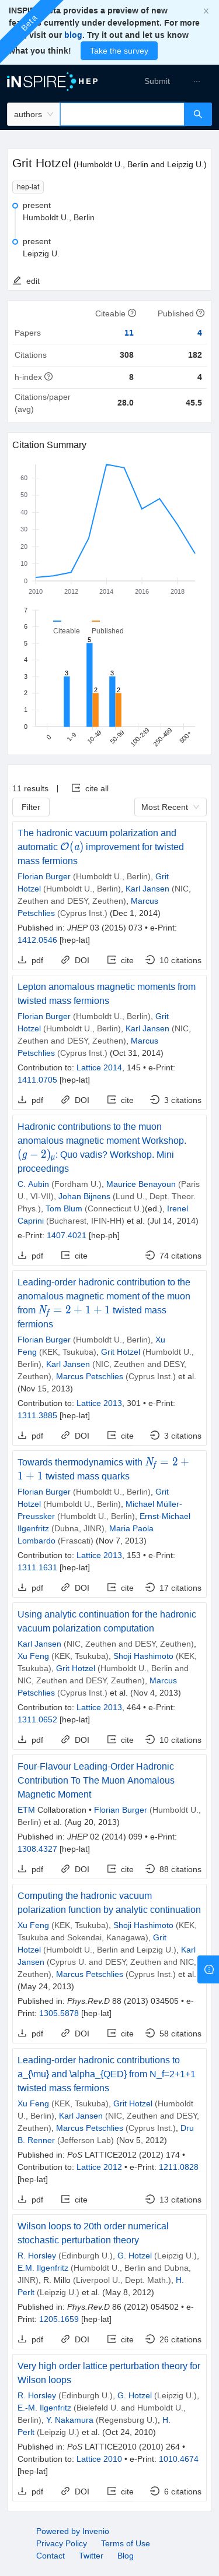 INSPIRE beta provides a preview of new
features currently under development. For more
visit our blog. Try it out and let us know
what you think!
Take the survey
Beta
iNSPIRE HEP
Submit
...
authors
Grit Hotzel (Humboldt U., Berlin and Leipzig U.)
hep-lat
present
Humboldt U., Berlin
present
Leipzig U.
edit
Citeable Published
Papers 11 4
Citations 308 182
h-index 8 4
Citations/paper (avg) 28.0 45.5
Citation Summary
60
50
40
30
20
10
0
2010 2012 2014 2016 2018
7
6
5
4
3
2
1
0
Citeable Published
3 5 2 3 2
0 1-9 10-49 50-99 100-249 250-499 500+
11 results | cite all
Filter Most Recent
The hadronic vacuum polarization and
automatic O(a) improvement for twisted
mass fermions
Florian Burger (Humboldt U., Berlin), Grit
Hotzel (Humboldt U., Berlin), Karl Jansen (NIC,
Zeuthen and DESY, Zeuthen), Marcus
Petschlies (Cyprus Inst.) (Dec 1, 2014)
Published in: JHEP 03 (2015) 073 • e-Print:
1412.0546 [hep-lat]
pdf DOI cite 10 citations
Lepton anomalous magnetic moments from
twisted mass fermions
Florian Burger (Humboldt U., Berlin), Grit
Hotzel (Humboldt U., Berlin), Karl Jansen (NIC,
Zeuthen and DESY, Zeuthen), Marcus
Petschlies (Cyprus Inst.) (Oct 31, 2014)
Contribution to: Lattice 2014, 145 • e-Print:
1411.0705 [hep-lat]
pdf DOI cite 3 citations
Hadronic contributions to the muon
anomalous magnetic moment Workshop.
(g − 2)μ: Quo vadis? Workshop. Mini
proceedings
C. Aubin (Fordham U.), Maurice Benayoun (Paris
U., VI-VII), Johan Bijnens (Lund U., Dept. Theor.
Phys.), Tom Blum (Connecticut U.)(ed.), Irenel
Caprini (Bucharest, IFIN-HH) et al. (Jul 14, 2014)
e-Print: 1407.4021 [hep-ph]
pdf cite 74 citations
Leading-order hadronic contribution to the
anomalous magnetic moment of the muon
from Nf = 2 + 1 + 1 twisted mass
fermions
Florian Burger (Humboldt U., Berlin), Xu
Feng (KEK, Tsukuba), Grit Hotzel (Humboldt U.,
Berlin), Karl Jansen (NIC, Zeuthen and DESY,
Zeuthen), Marcus Petschlies (Cyprus Inst.) et al.
(Nov 15, 2013)
Contribution to: Lattice 2013, 301 • e-Print:
1311.3885 [hep-lat]
pdf DOI cite 3 citations
Towards thermodynamics with Nf = 2 +
1 + 1 twisted mass quarks
Florian Burger (Humboldt U., Berlin), Grit
Hotzel (Humboldt U., Berlin), Michael Müller-
Preussker (Humboldt U., Berlin), Ernst-Michael
Ilgenfritz (Dubna, JINR), Maria Paola
Lombardo (Frascati) (Nov 7, 2013)
Contribution to: Lattice 2013, 153 • e-Print:
1311.1631 [hep-lat]
pdf DOI cite 17 citations
Using analytic continuation for the hadronic
vacuum polarization computation
Karl Jansen (NIC, Zeuthen and DESY, Zeuthen),
Xu Feng (KEK, Tsukuba), Shoji Hashimoto (KEK,
Tsukuba), Grit Hotzel (Humboldt U., Berlin and
NIC, Zeuthen and DESY, Zeuthen), Marcus
Petschlies (Cyprus Inst.) et al. (Nov 4, 2013)
Contribution to: Lattice 2013, 464 • e-Print:
1311.0652 [hep-lat]
pdf DOI cite 10 citations
Four-Flavour Leading-Order Hadronic
Contribution To The Muon Anomalous
Magnetic Moment
ETM Collaboration • Florian Burger (Humboldt U.,
Berlin) et al. (Aug 20, 2013)
Published in: JHEP 02 (2014) 099 • e-Print:
1308.4327 [hep-lat]
pdf DOI cite 88 citations
Computing the hadronic vacuum
polarization function by analytic continuation
Xu Feng (KEK, Tsukuba), Shoji Hashimoto (KEK,
Tsukuba and Sokendai, Kanagawa), Grit
Hotzel (Humboldt U., Berlin and Leipzig U.), Karl
Jansen (Cyprus U. and DESY, Zeuthen and NIC,
Zeuthen), Marcus Petschlies (Cyprus Inst.) et al.
(May 24, 2013)
Published in: Phys.Rev.D 88 (2013) 034505 • e-
Print: 1305.5878 [hep-lat]
pdf DOI cite 58 citations
Leading-order hadronic contributions to
a_{\mu} and \alpha_{QED} from N_f=2+1+1
twisted mass fermions
Xu Feng (KEK, Tsukuba), Grit Hotzel (Humboldt
U., Berlin), Karl Jansen (NIC, Zeuthen and DESY,
Zeuthen), Marcus Petschlies (Cyprus Inst.), Dru
B. Renner (Jefferson Lab) (Nov 5, 2012)
Published in: PoS LATTICE2012 (2012) 174 •
Contribution to: Lattice 2012 • e-Print: 1211.0828
[hep-lat]
pdf cite 13 citations
Wilson loops to 20th order numerical
stochastic perturbation theory
R. Horsley (Edinburgh U.), G. Hotzel (Leipzig U.),
E.M. Ilgenfritz (Humboldt U., Berlin and Dubna,
JINR), R. Millo (Liverpool U., Dept. Math.), H.
Perlt (Leipzig U.) et al. (May 8, 2012)
Published in: Phys.Rev.D 86 (2012) 054502 • e-
Print: 1205.1659 [hep-lat]
pdf DOI cite 26 citations
Very high order lattice perturbation theory for
Wilson loops
R. Horsley (Edinburg U.), G. Hotzel (Leipzig U.),
E.-M. Ilgenfritz (Bielefeld U. and Humboldt U.,
Berlin), Y. Nakamura (Regensburg U.), H.
Perlt (Leipzig U.) et al. (Oct 24, 2010)
Published in: PoS LATTICE2010 (2010) 264 •
Contribution to: Lattice 2010 • e-Print: 1010.4674
[hep-lat]
pdf DOI cite 6 citations
Powered by Invenio
Privacy Policy Terms of Use
Contact Twitter Blog